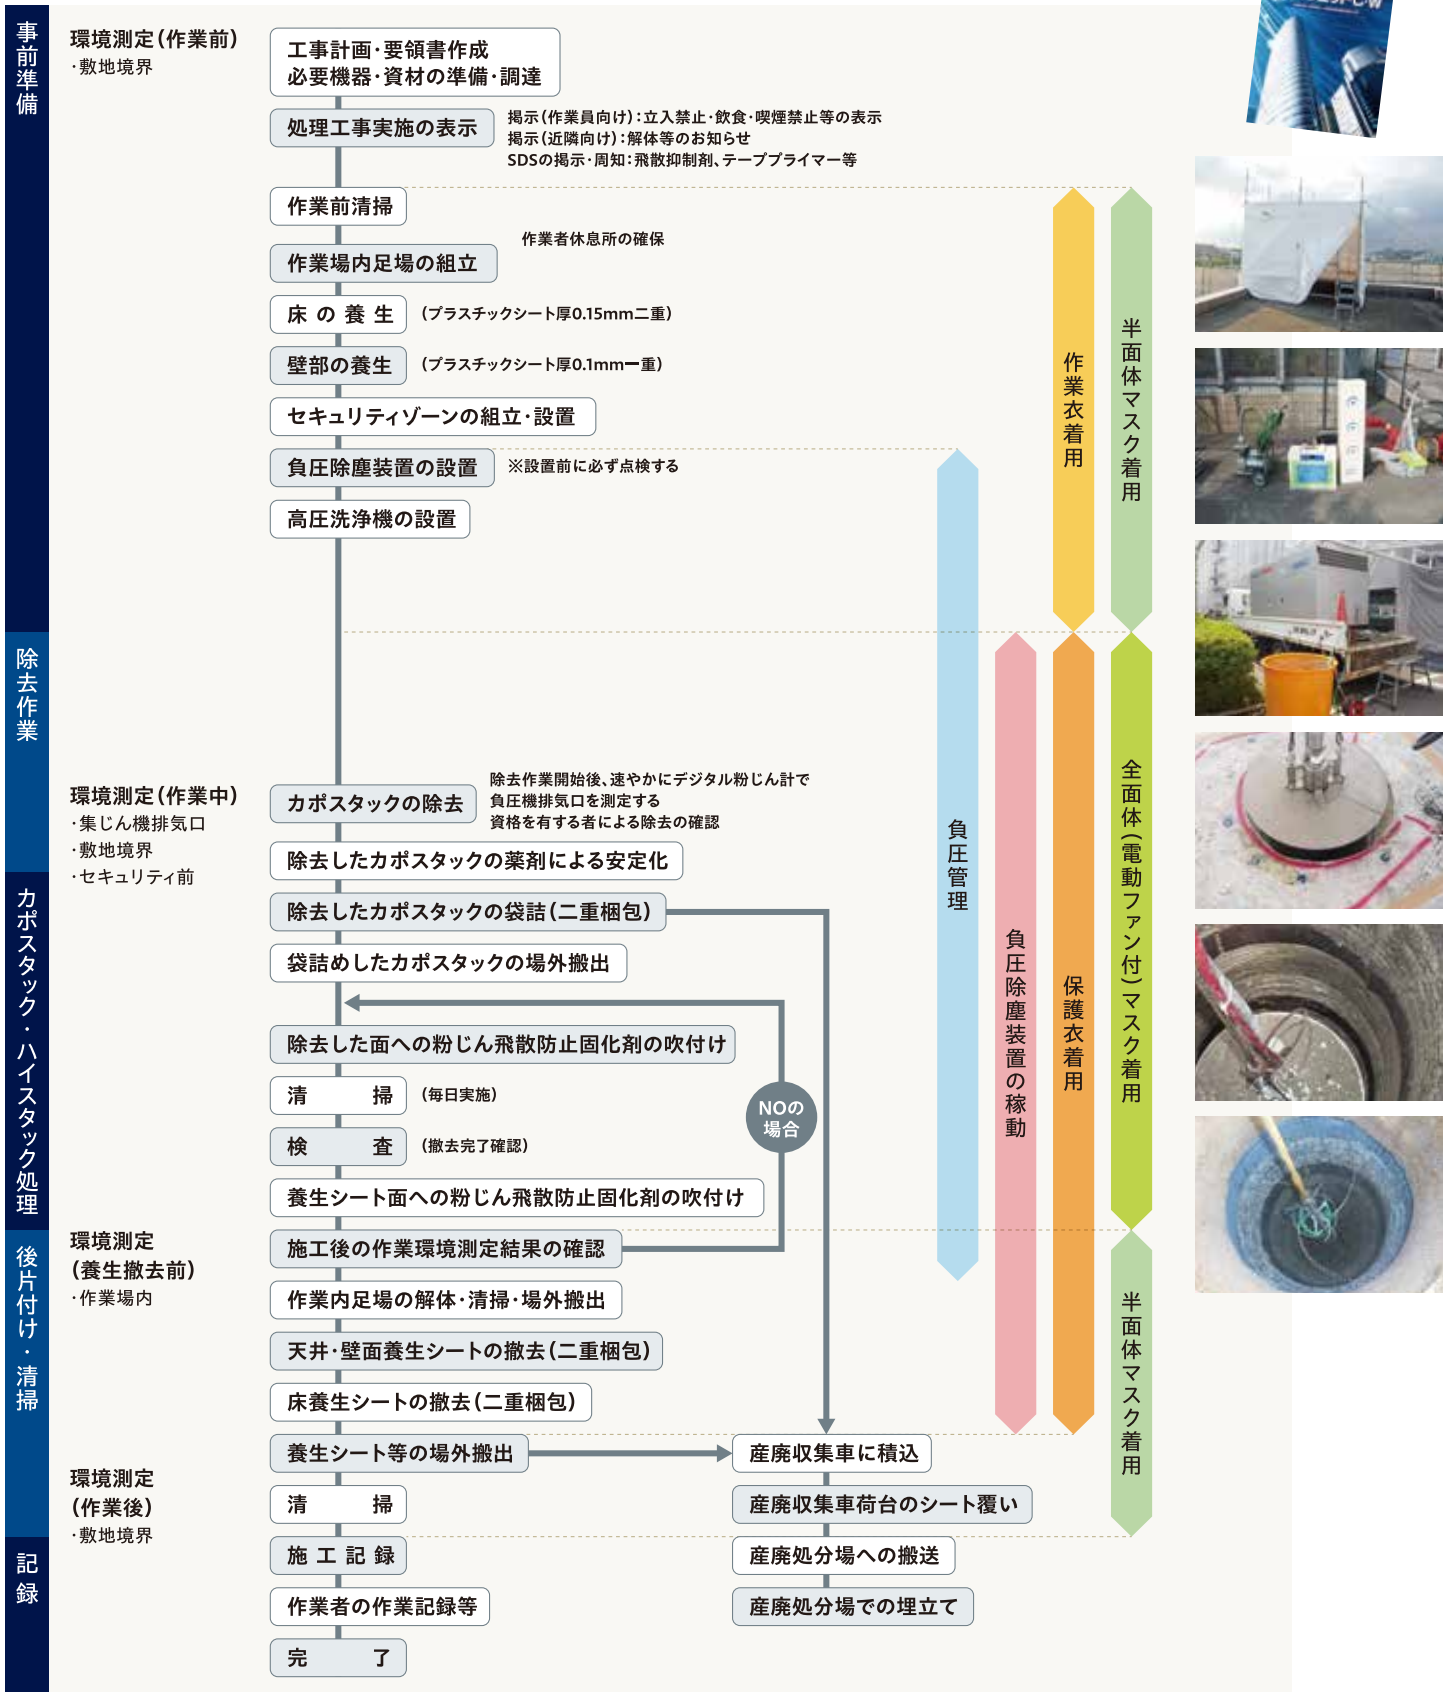 事前準備
環境測定（作業前）
・敷地境界
工事計画・要領書作成
必要機器・資材の準備・調達
処理工事実施の表示
掲示（作業員向け）：立入禁止・飲食・喫煙禁止等の表示
掲示（近隣向け）：解体等のお知らせ
SDSの掲示・周知：飛散抑制剤、テーププライマー等
作業前清掃
作業者休息所の確保
作業場内足場の組立
床の養生
（プラスチックシート厚0.15mm二重）
壁部の養生
（プラスチックシート厚0.1mm一重）
セキュリティゾーンの組立・設置
負圧除塵装置の設置
※設置前に必ず点検する
高圧洗浄機の設置
作業衣着用
半面体マスク着用
除去作業
環境測定（作業中）
・集じん機排気口
・敷地境界
・セキュリティ前
カポスタックの除去
除去作業開始後、速やかにデジタル粉じん計で
負圧機排気口を測定する
資格を有する者による除去の確認
除去したカポスタックの薬剤による安定化
カポスタック・ハイスタック処理
除去したカポスタックの袋詰（二重梱包）
袋詰めしたカポスタックの場外搬出
除去した面への粉じん飛散防止固化剤の吹付け
清掃
（毎日実施）
検査
（撤去完了確認）
NOの
場合
養生シート面への粉じん飛散防止固化剤の吹付け
負圧管理
負圧除塵装置の稼動
保護衣着用
全面体（電動ファン付）マスク着用
後片付け・清掃
環境測定
（養生撤去前）
・作業場内
施工後の作業環境測定結果の確認
作業内足場の解体・清掃・場外搬出
天井・壁面養生シートの撤去（二重梱包）
床養生シートの撤去（二重梱包）
養生シート等の場外搬出
産廃収集車に積込
半面体マスク着用
環境測定
（作業後）
・敷地境界
清掃
産廃収集車荷台のシート覆い
記録
施工記録
産廃処分場への搬送
作業者の作業記録等
産廃処分場での埋立て
完了